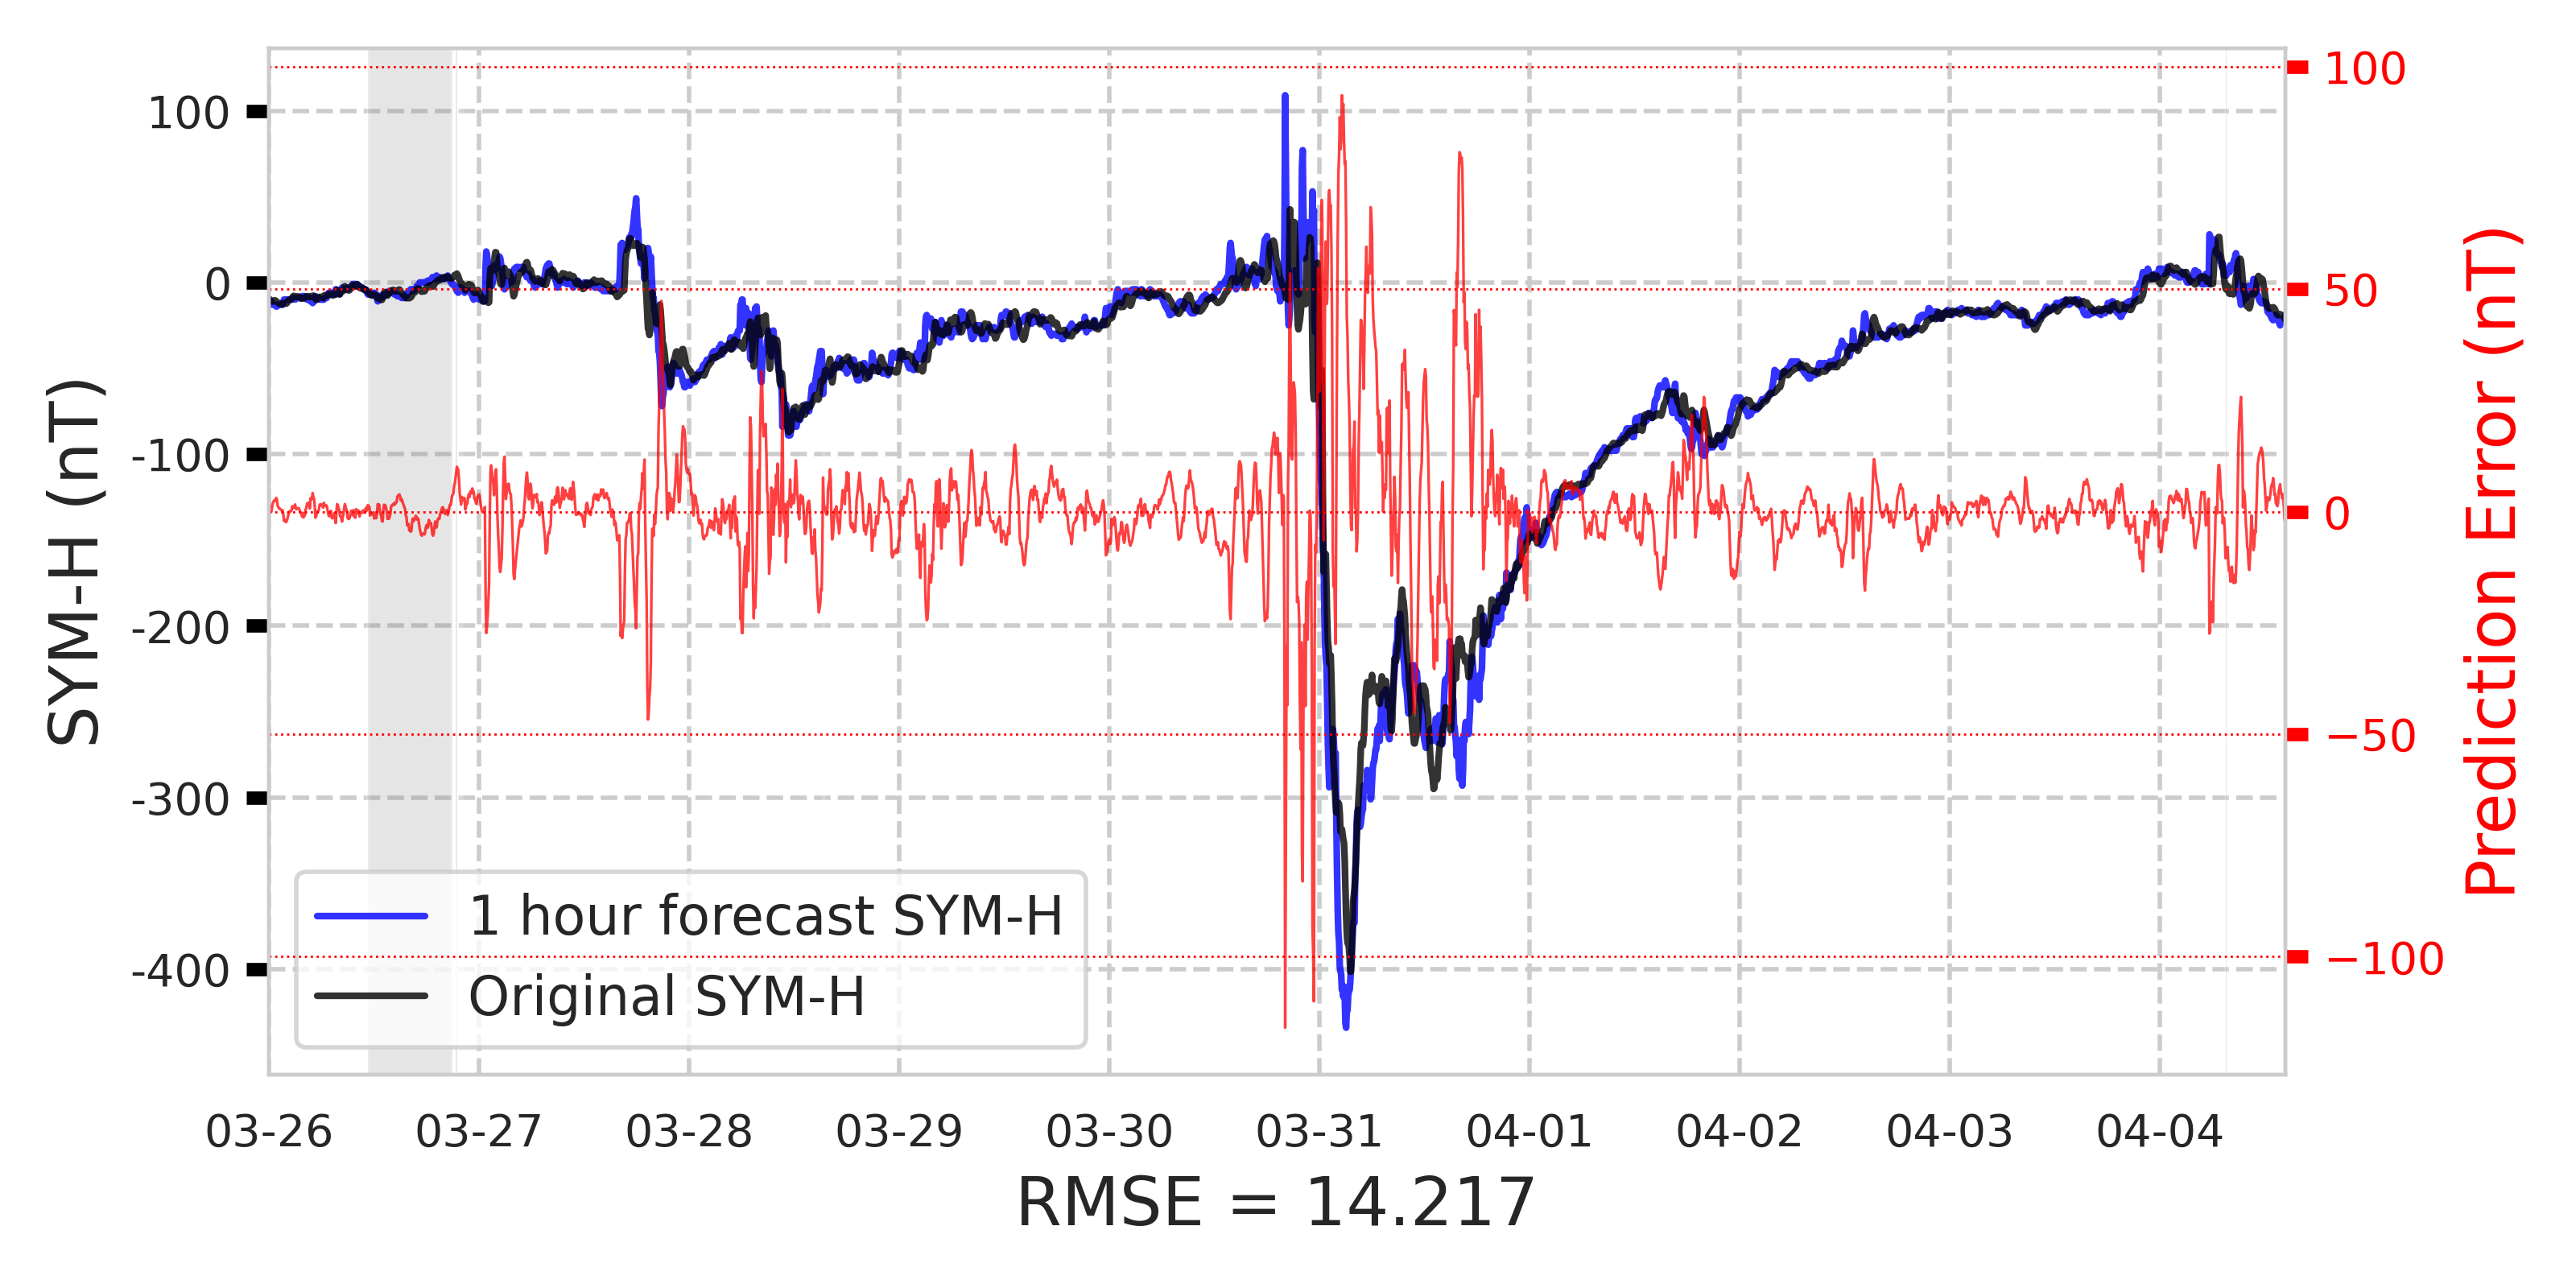 SYM-H (nT)
100
0
-100
-200
-300
-400
1 hour forecast SYM-H
Original SYM-H
03-26 03-27 03-28 03-29 03-30 03-31 04-01 04-02 04-03 04-04
RMSE = 14.217
100
50
0
−50
−100
Prediction Error (nT)